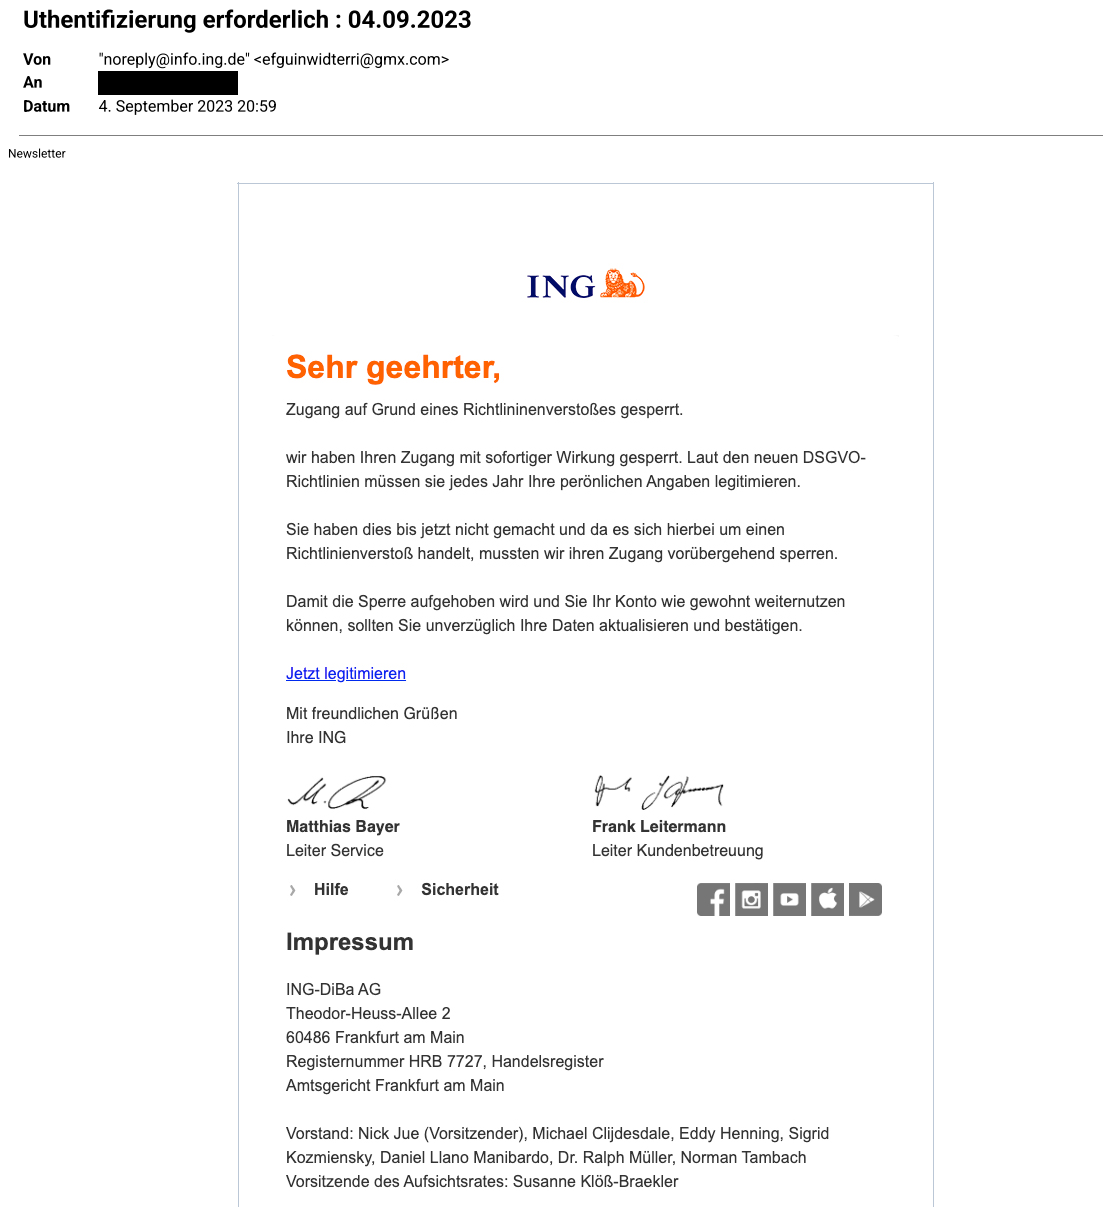 Uthentifizierung erforderlich : 04.09.2023
Von "noreply@info.ing.de" <efguinwidterri@gmx.com>
An
Datum 4. September 2023 20:59
Newsletter
ING
Sehr geehrter,
Zugang auf Grund eines Richtlininenverstoßes gesperrt.
wir haben Ihren Zugang mit sofortiger Wirkung gesperrt. Laut den neuen DSGVO-
Richtlinien müssen sie jedes Jahr Ihre perönlichen Angaben legitimieren.
Sie haben dies bis jetzt nicht gemacht und da es sich hierbei um einen
Richtlinienverstoß handelt, mussten wir ihren Zugang vorübergehend sperren.
Damit die Sperre aufgehoben wird und Sie Ihr Konto wie gewohnt weiternutzen
können, sollten Sie unverzüglich Ihre Daten aktualisieren und bestätigen.
Jetzt legitimieren
Mit freundlichen Grüßen
Ihre ING
Matthias Bayer Frank Leitermann
Leiter Service Leiter Kundenbetreuung
Hilfe Sicherheit
Impressum
ING-DiBa AG
Theodor-Heuss-Allee 2
60486 Frankfurt am Main
Registernummer HRB 7727, Handelsregister
Amtsgericht Frankfurt am Main
Vorstand: Nick Jue (Vorsitzender), Michael Clijdesdale, Eddy Henning, Sigrid
Kozmiensky, Daniel Llano Manibardo, Dr. Ralph Müller, Norman Tambach
Vorsitzende des Aufsichtsrates: Susanne Klöß-Braekler